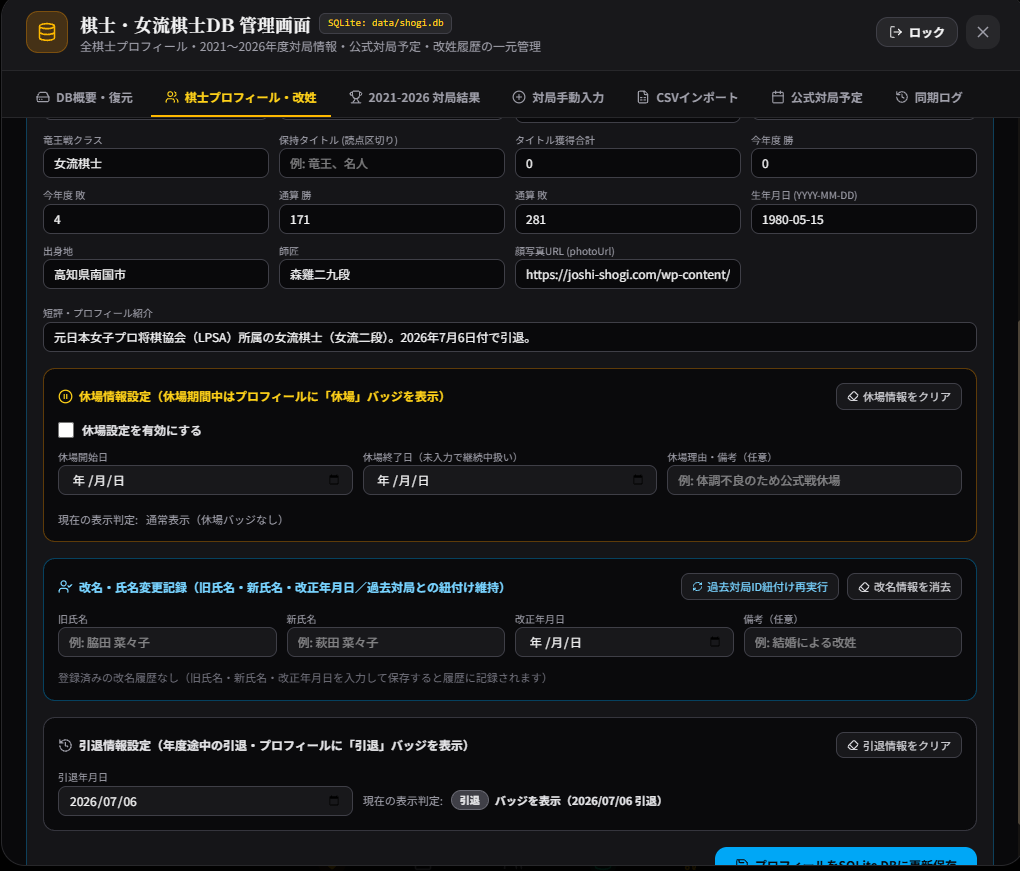 棋士・女流棋士DB 管理画面 SQLite: data/shogi.db
全棋士プロフィール・2021〜2026年度対局情報・公式対局予定・改姓履歴の一元管理
ロック
DB概要・復元 棋士プロフィール・改姓 2021-2026 対局結果 対局手動入力 CSVインポート 公式対局予定 同期ログ
竜王戦クラス 保持タイトル (読点区切り) タイトル獲得合計 今年度 勝
女流棋士 例: 竜王、名人 0 0
今年度 敗 通算 勝 通算 敗 生年月日 (YYYY-MM-DD)
4 171 281 1980-05-15
出身地 師匠 顔写真URL (photoUrl)
高知県南国市 森雞二九段 https://joshi-shogi.com/wp-content/
短評・プロフィール紹介
元日本女子プロ将棋協会（LPSA）所属の女流棋士（女流二段）。2026年7月6日付で引退。
休場情報設定（休場期間中はプロフィールに「休場」バッジを表示） 休場情報をクリア
休場設定を有効にする
休場開始日 休場終了日（未入力で継続中扱い） 休場理由・備考（任意）
年 /月/日 年 /月/日 例: 体調不良のため公式戦休場
現在の表示判定: 通常表示（休場バッジなし）
改名・氏名変更記録（旧氏名・新氏名・改正年月日／過去対局との紐付け維持） 過去対局ID紐付け再実行 改名情報を消去
旧氏名 新氏名 改正年月日 備考（任意）
例: 脇田 菜々子 例: 萩田 菜々子 年 /月/日 例: 結婚による改姓
登録済みの改名履歴なし（旧氏名・新氏名・改正年月日を入力して保存すると履歴に記録されます）
引退情報設定（年度途中の引退・プロフィールに「引退」バッジを表示） 引退情報をクリア
引退年月日
2026/07/06 現在の表示判定: 引退 バッジを表示（2026/07/06 引退）
プロフィールをSQLite DBに更新保存